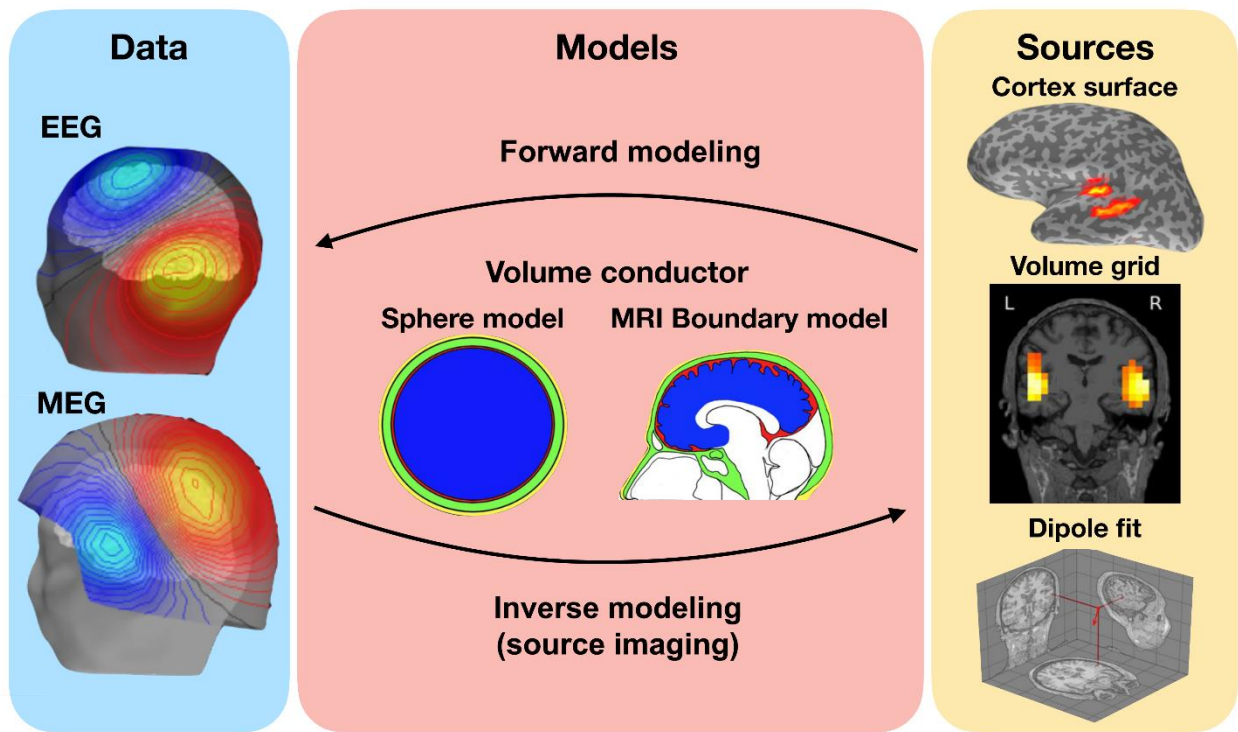 Data
EEG
MEG
Models
Forward modeling
Volume conductor
Sphere model
MRI Boundary model
Inverse modeling
(source imaging)
Sources
Cortex surface
Volume grid
L R
Dipole fit